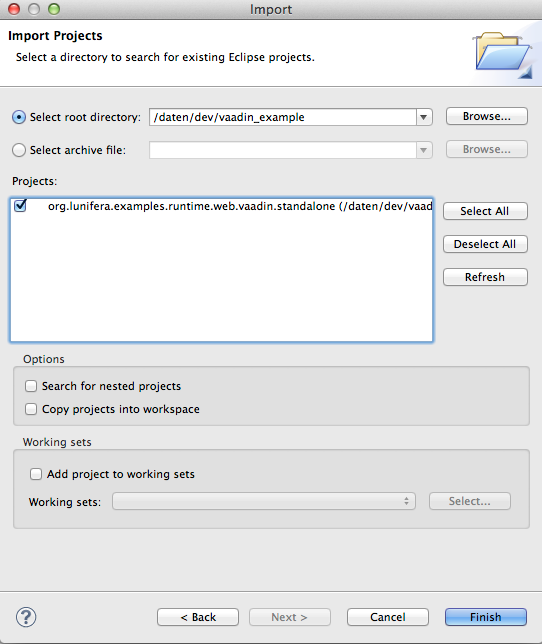 Import
Import Projects
Select a directory to search for existing Eclipse projects.
Select root directory: /daten/dev/vaadin_example Browse...
Select archive file: Browse...
Projects:
org.lunifera.examples.runtime.web.vaadin.standalone (/daten/dev/vaad
Select All
Deselect All
Refresh
Options
Search for nested projects
Copy projects into workspace
Working sets
Add project to working sets
Working sets: Select...
? < Back Next > Cancel Finish